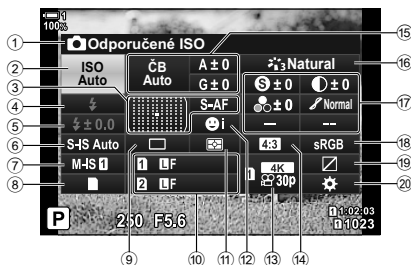 1
100%
① Odporučené ISO
② ISO Auto
ČB Auto
A±0
G±0
⑮
3 Natural ⑯
③
S-AF
S ±0
±0
⑰
④
±0
Normal
⑤ ±0.0
i
--
--
⑥ S-IS Auto
4:3
sRGB ⑱
⑦ M-IS 1
1 LF
4K
30p
⑲
⑧
2 LF
⑳
P
250 F5.6
1 1:02:03
1 1023
⑨ ⑩ ⑪ ⑫ ⑬ ⑭